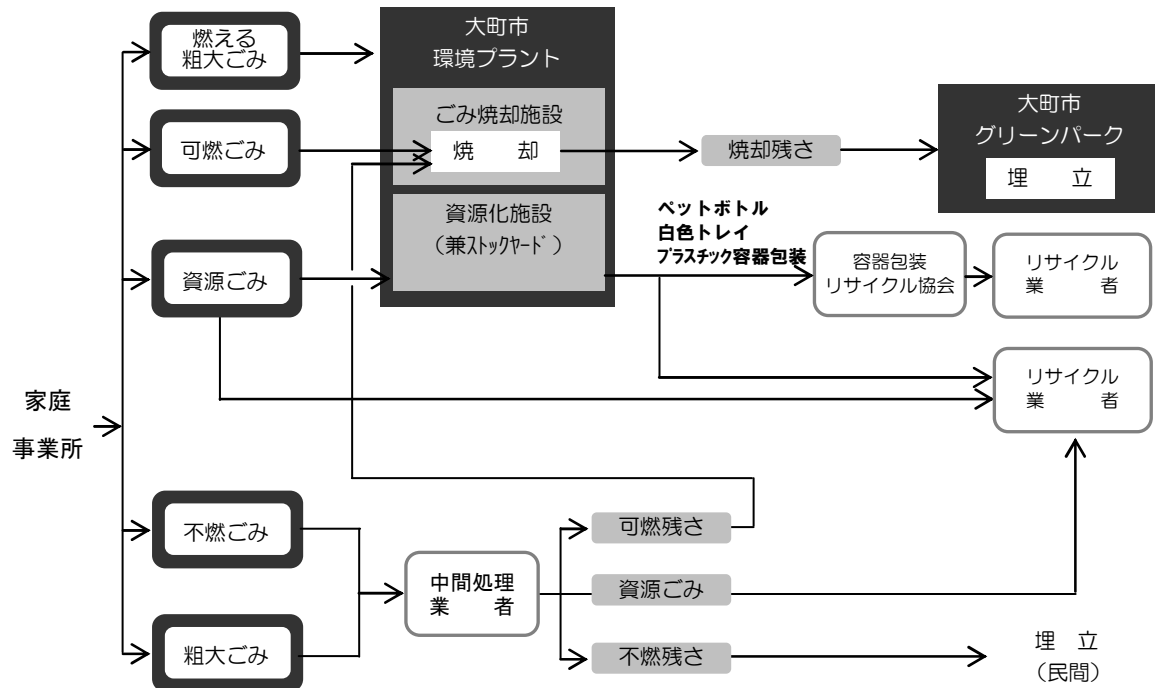 燃える
粗大ごみ
大町市
環境プラント
ごみ焼却施設
焼　却
可燃ごみ
焼却残さ
大町市
グリーンパーク
埋　立
資源ごみ
資源化施設
（兼ストックヤード）
ペットボトル
白色トレイ
プラスチック容器包装
容器包装
リサイクル協会
リサイクル
業　者
リサイクル
業　者
家庭
事業所
不燃ごみ
粗大ごみ
中間処理
業　者
可燃残さ
資源ごみ
不燃残さ
埋　立
（民間）